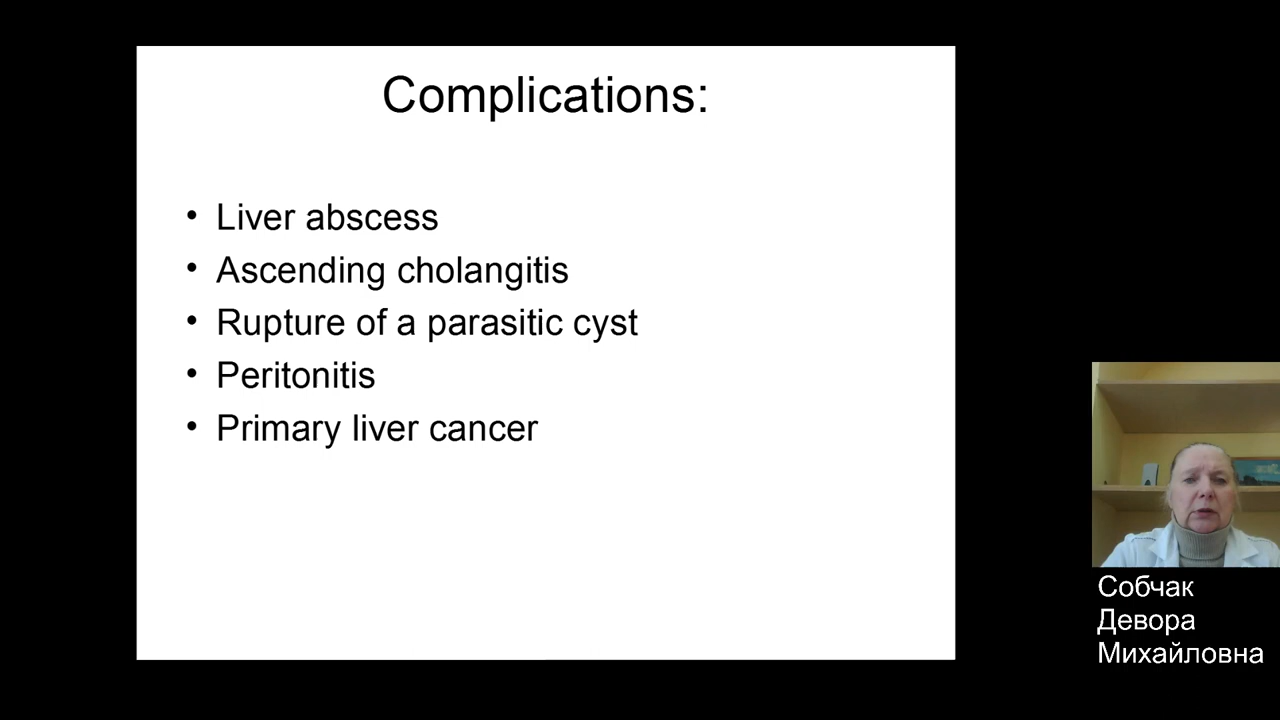 Complications:
• Liver abscess
• Ascending cholangitis
• Rupture of a parasitic cyst
• Peritonitis
• Primary liver cancer
Собчак
Девора
Михайловна